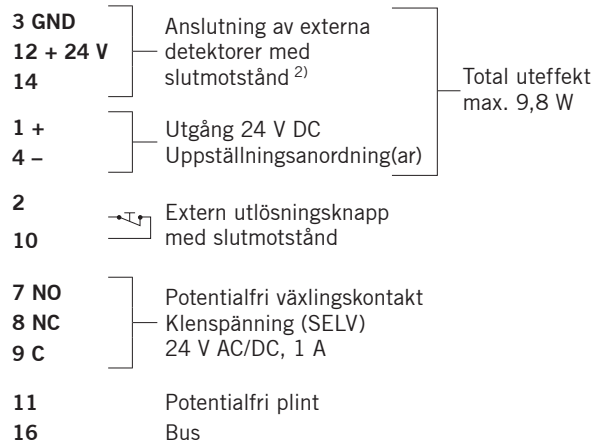 3 GND
12 + 24 V
14
Anslutning av externa
detektorer med
slutmotstånd 2)
1 +
4 –
Utgång 24 V DC
Uppställningsanordning(ar)
Total uteffekt
max. 9,8 W
2
10
Extern utlösningsknapp
med slutmotstånd
7 NO
8 NC
9 C
Potentialfri växlingskontakt
Klenspänning (SELV)
24 V AC/DC, 1 A
11 Potentialfri plint
16 Bus